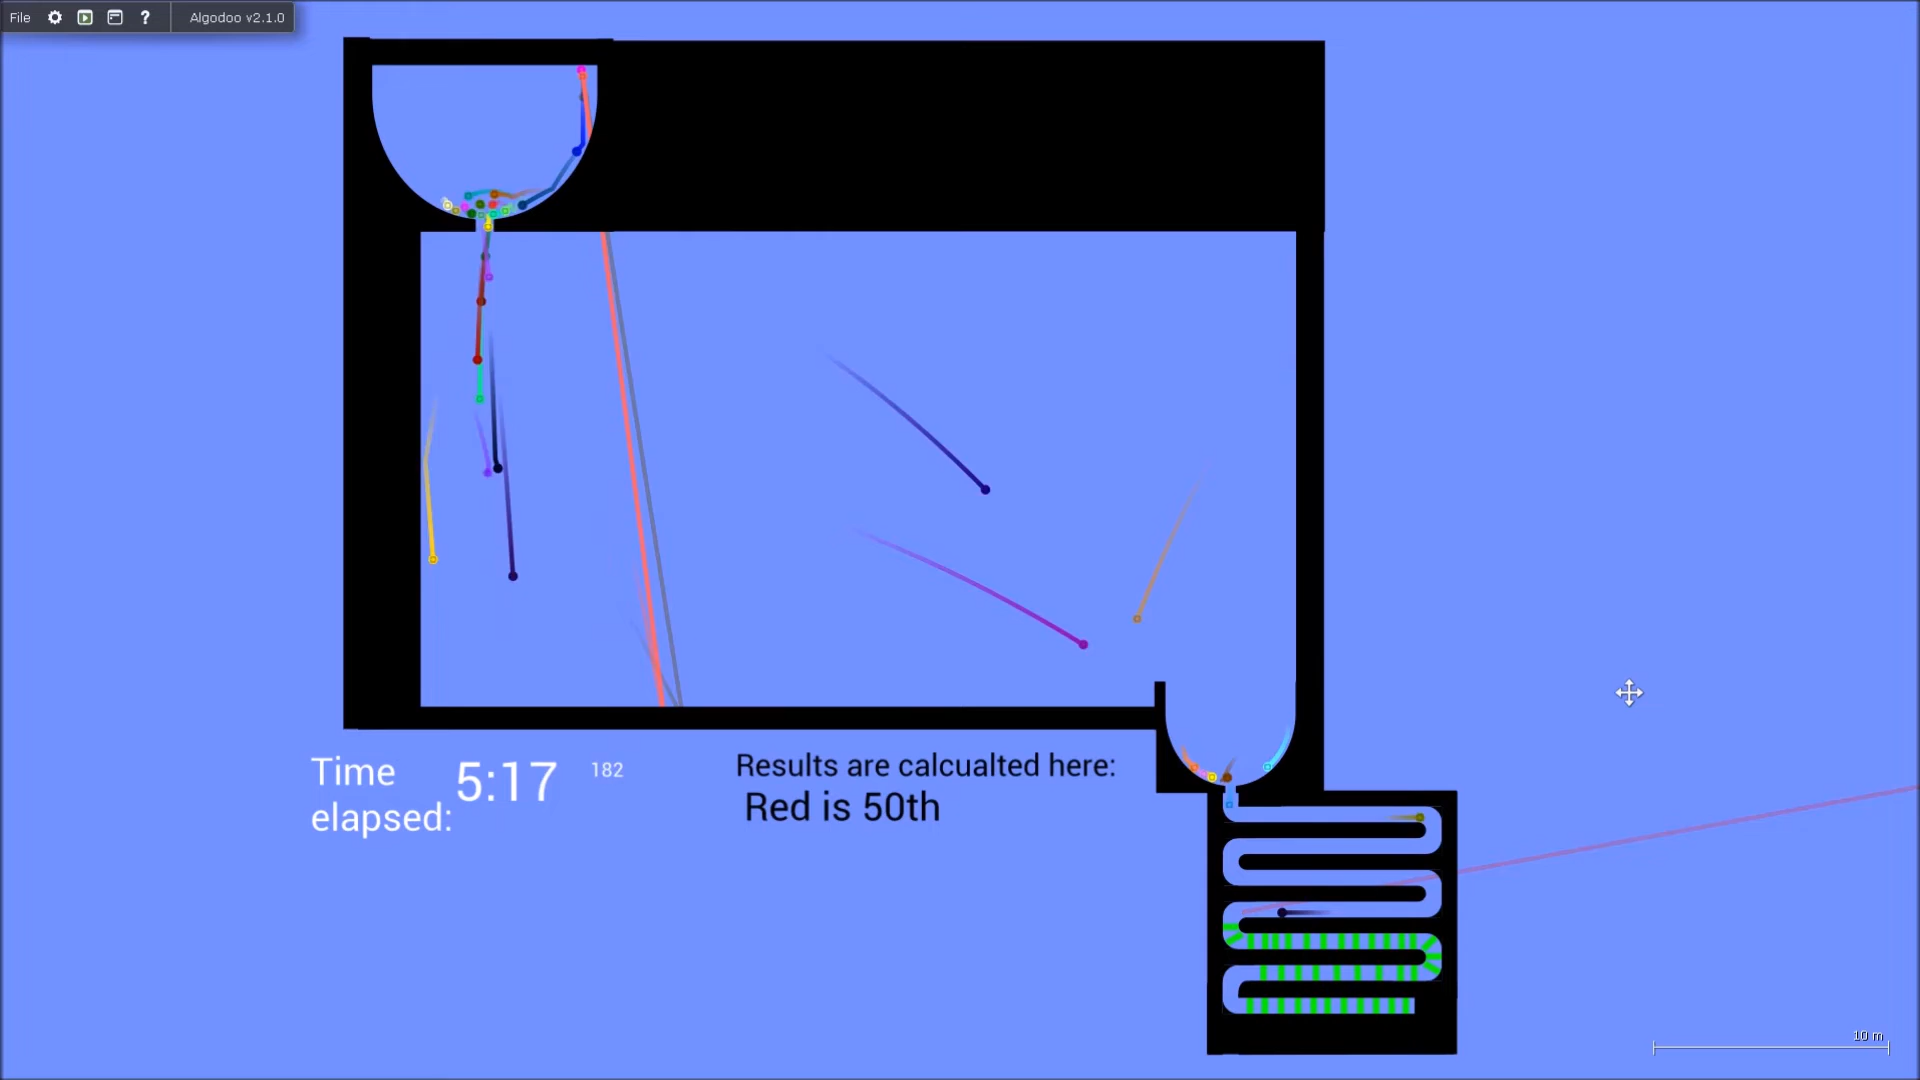 File ? Algodoo v2.1.0
Time elapsed: 5:17 182
Results are calcualted here:
Red is 50th
10 m